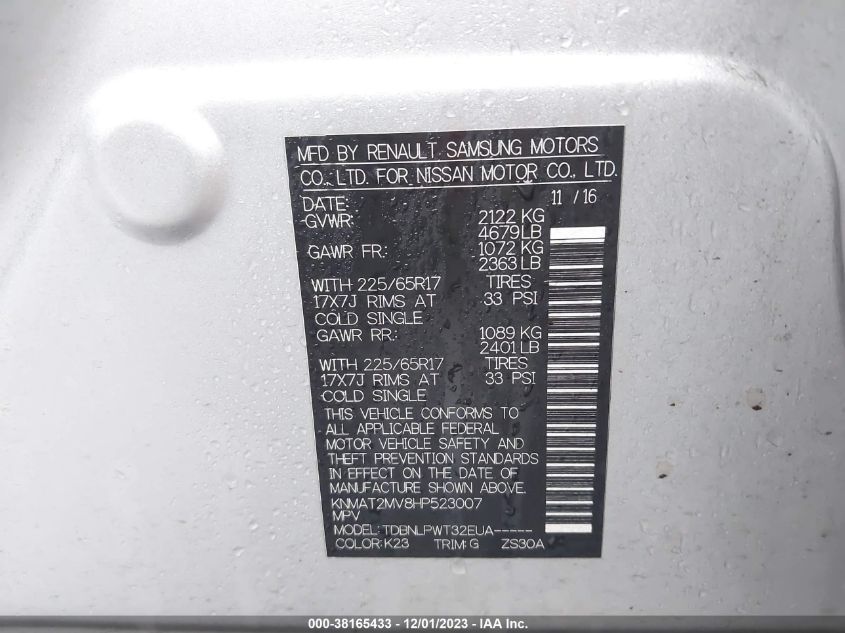 MFD BY RENAULT SAMSUNG MOTORS
CO., LTD. FOR NISSAN MOTOR CO., LTD.
DATE: 11 / 16
GVWR: 2122 KG
4679LB
GAWR FR: 1072 KG
2363 LB
WITH 225/65R17 TIRES
17X7J RIMS AT 33 PSI
COLD SINGLE
GAWR RR: 1089 KG
2401 LB
WITH 225/65R17 TIRES
17X7J RIMS AT 33 PSI
COLD SINGLE
THIS VEHICLE CONFORMS TO
ALL APPLICABLE FEDERAL
MOTOR VEHICLE SAFETY AND
THEFT PREVENTION STANDARDS
IN EFFECT ON THE DATE OF
MANUFACTURE SHOWN ABOVE.
KNMAT2MV8HP523007
MPV
MODEL: TDBNLPWT32EUA-----
COLOR: K23 TRIM: G ZS30A
000-38165433 - 12/01/2023 - IAA Inc.